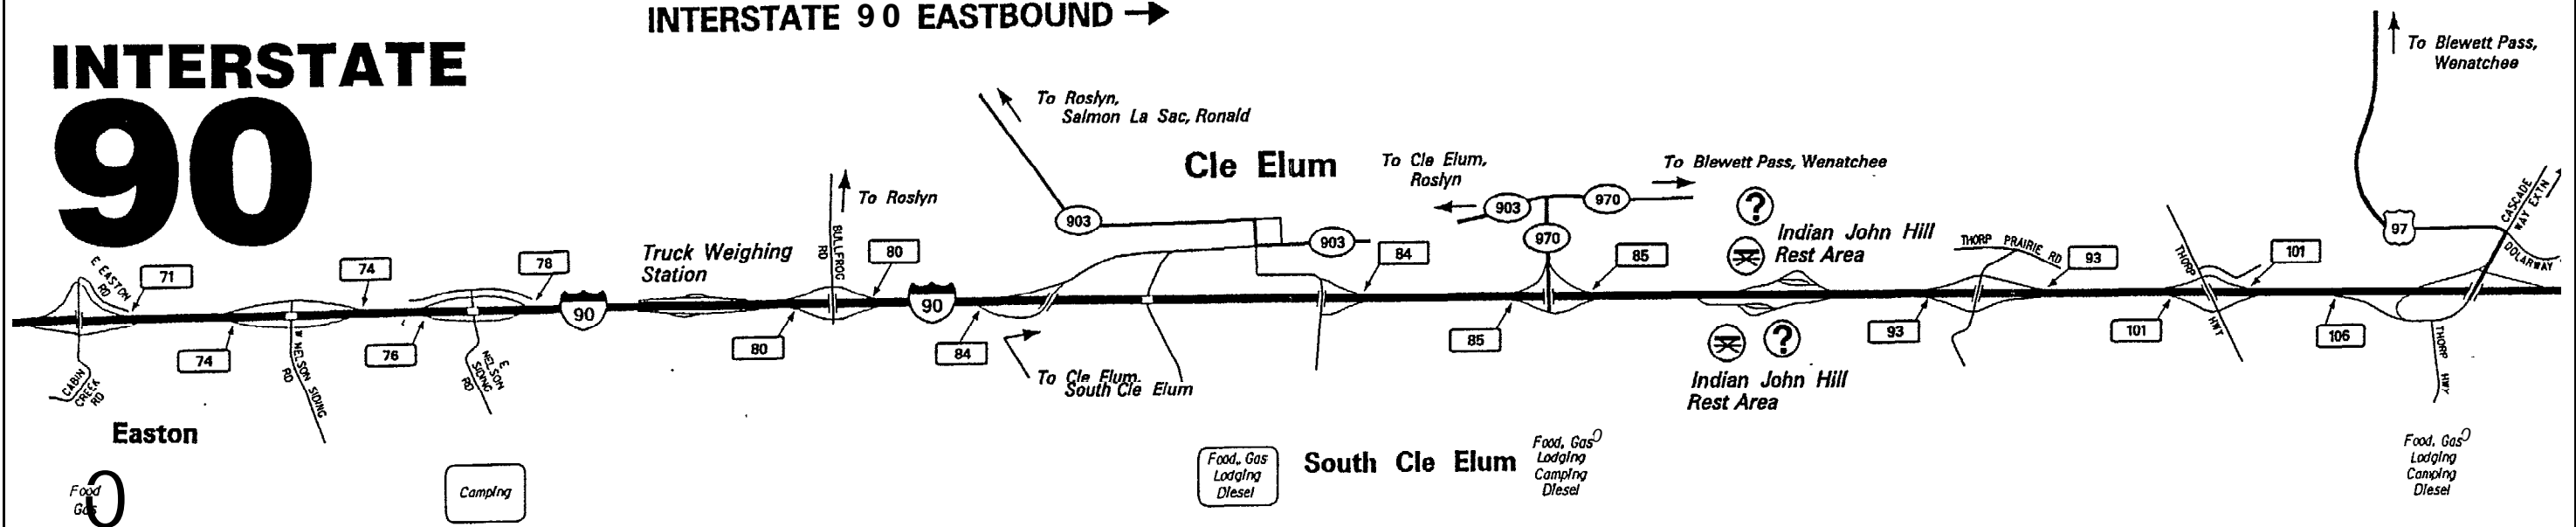 INTERSTATE 90 EASTBOUND
INTERSTATE
90
To Blewett Pass,
Wenatchee
To Roslyn,
Salmon La Sac, Ronald
Cle Elum
To Cle Elum,
Roslyn
To Blewett Pass, Wenatchee
To Roslyn
903
903
903
970
970
97
CASCADE
WAY EXTN
DOLARWAY
Truck Weighing
Station
BULLFROG
RD
Indian John Hill
Rest Area
THORP PRAIRIE RD
THORP
HWY
E EASTON
RD
71
74
78
80
84
85
93
101
90
90
74
76
80
84
85
93
101
106
CABIN
CREEK
RD
W NELSON SIDING
RD
E
NELSON
SIDING
RD
To Cle Elum.
South Cle Elum
?
?
Indian John Hill
Rest Area
THORP
HWY
Easton
South Cle Elum
Food
Gas
Camping
Food, Gas
Lodging
Diesel
Food, Gas
Lodging
Camping
Diesel
Food, Gas
Lodging
Camping
Diesel